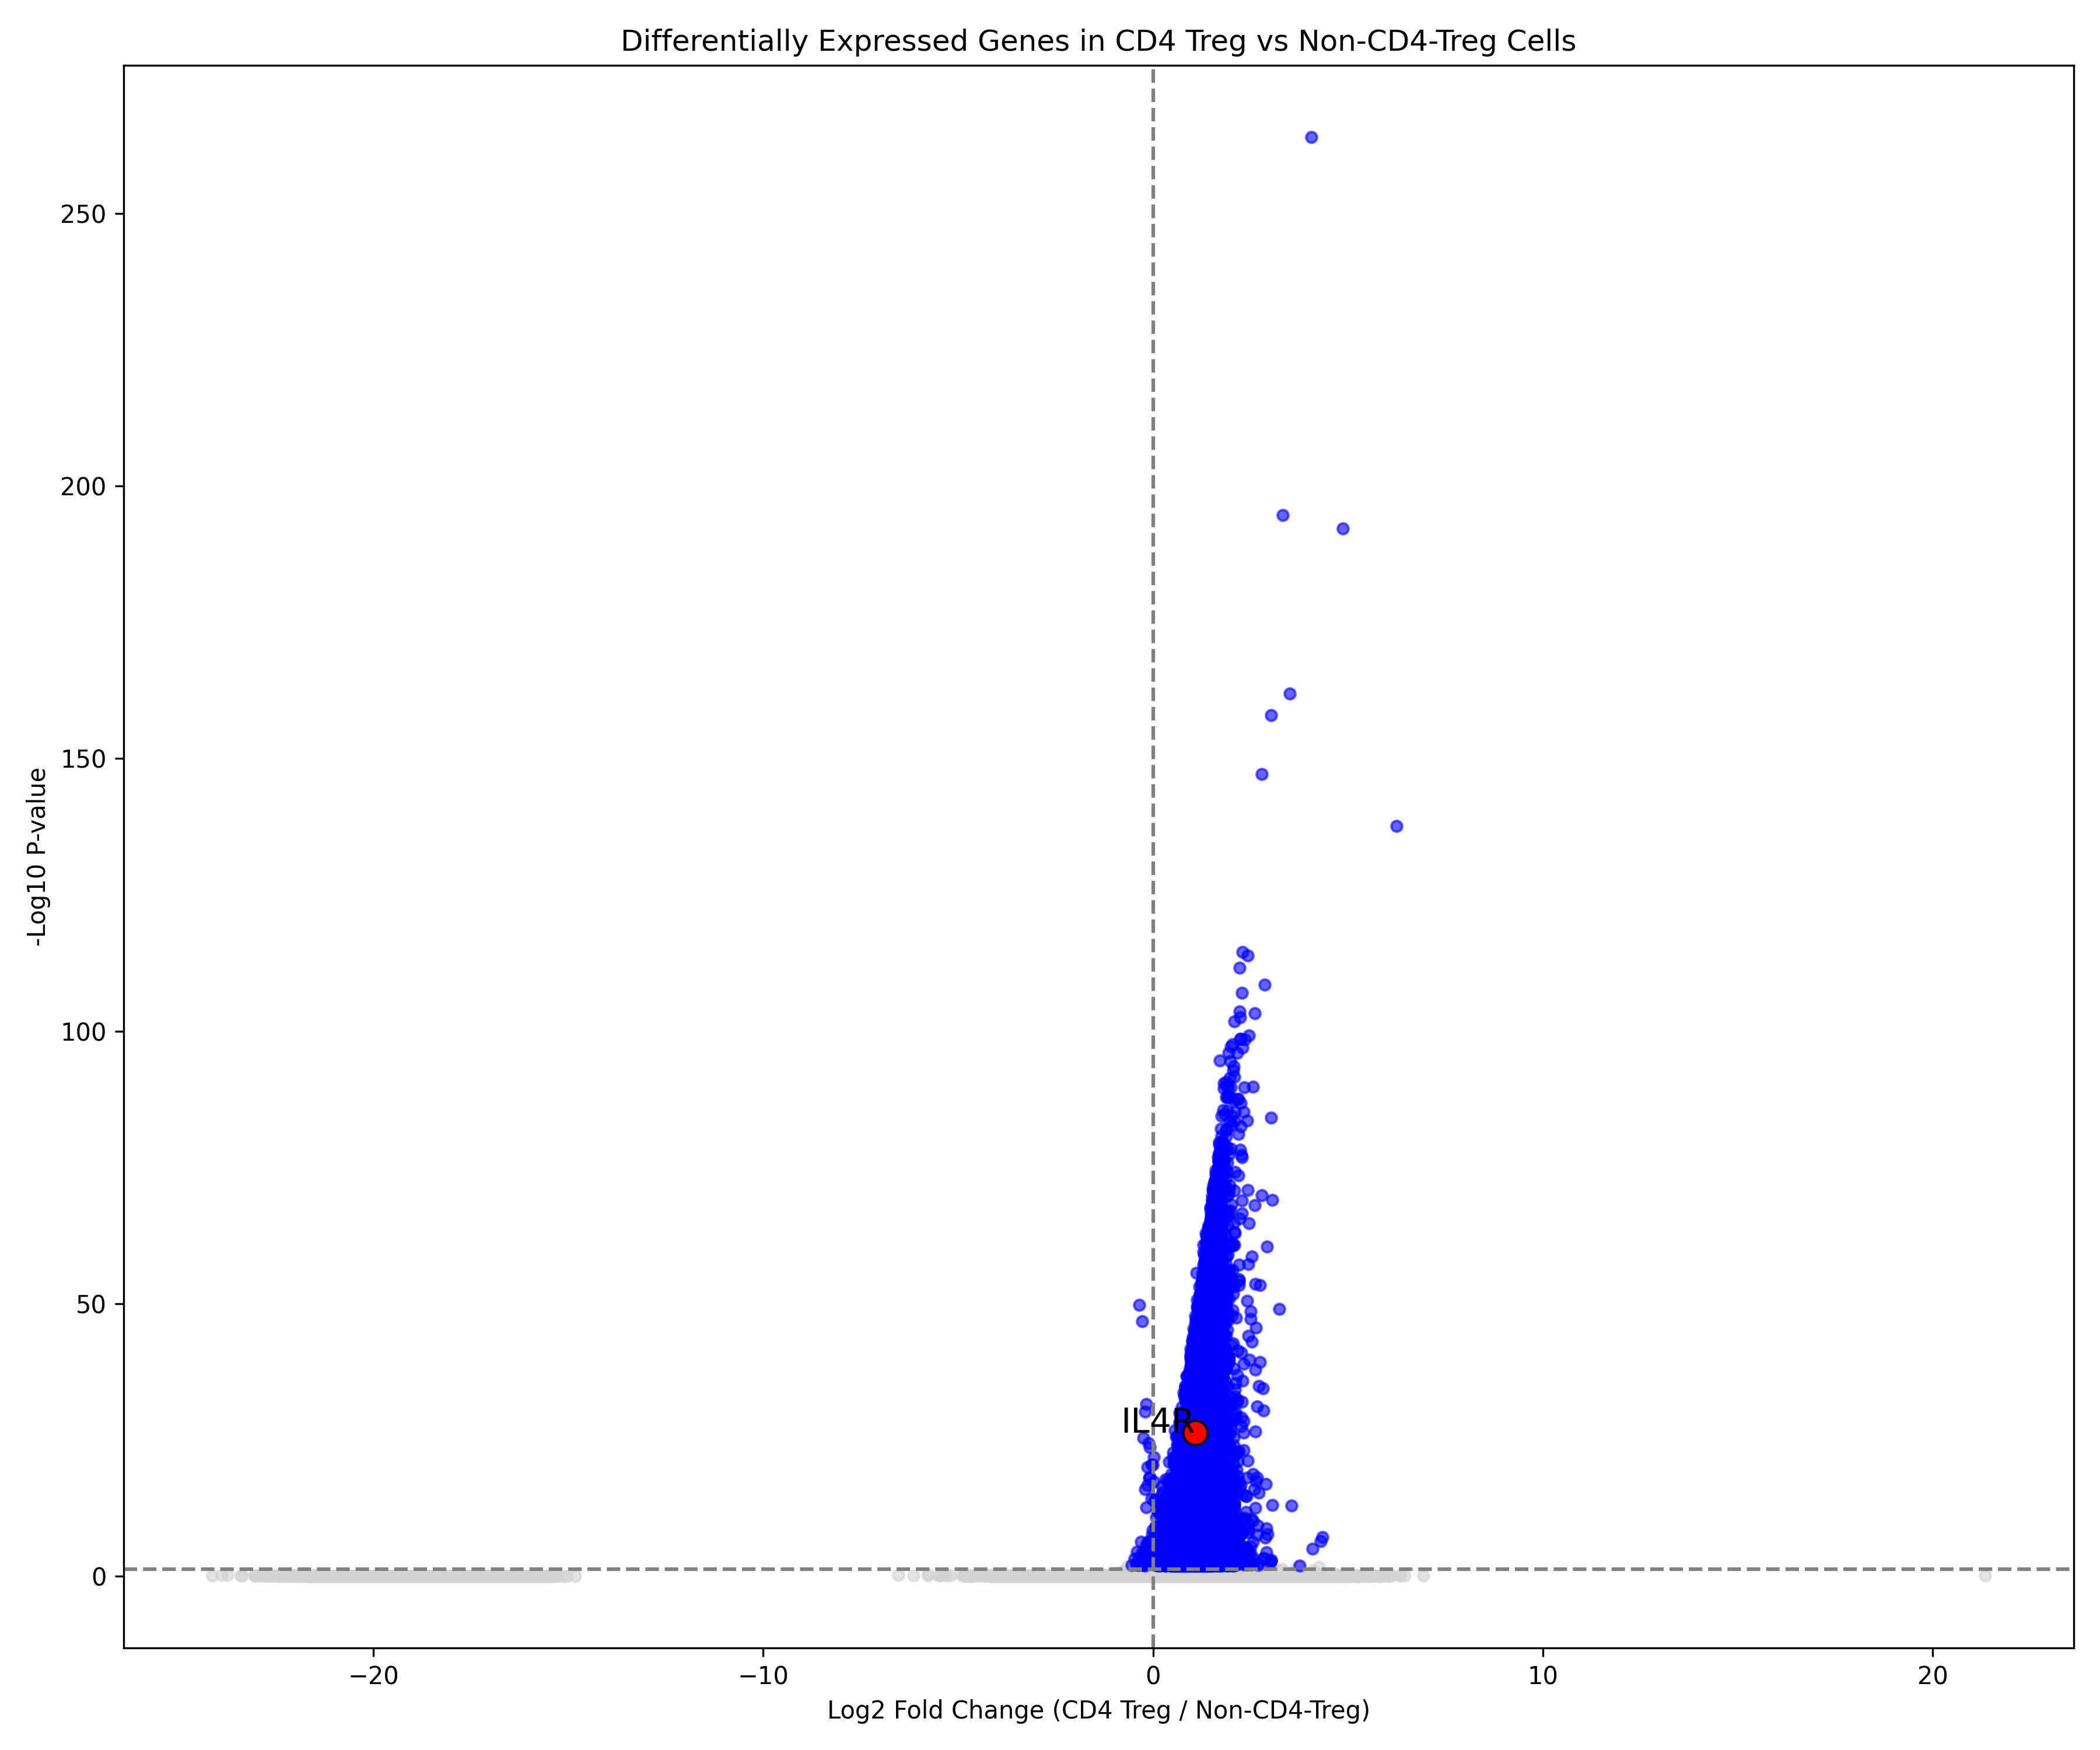 Differentially Expressed Genes in CD4 Treg vs Non-CD4-Treg Cells
-Log10 P-value
250
200
150
100
50
0
IL4R
−20
−10
0
10
20
Log2 Fold Change (CD4 Treg / Non-CD4-Treg)